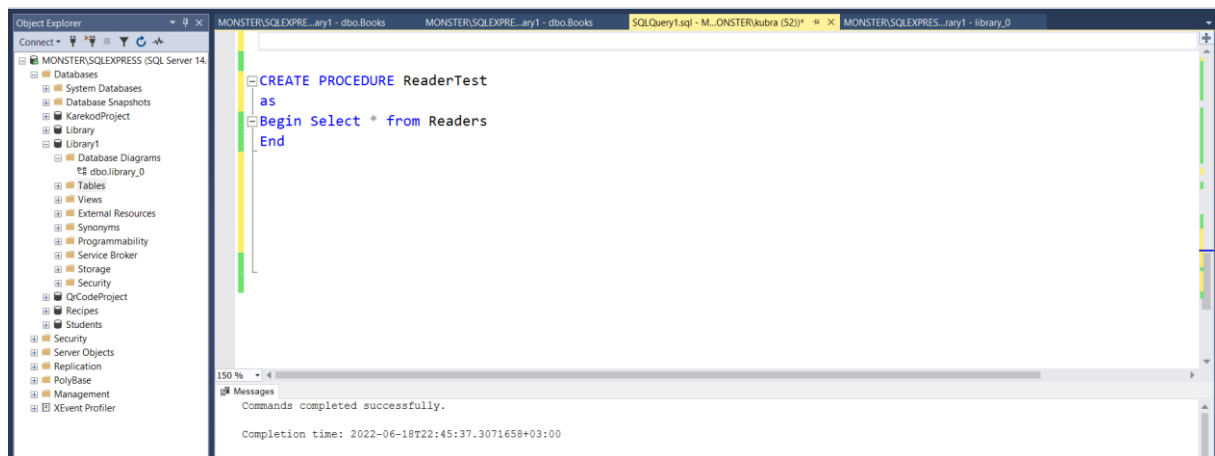 Object Explorer
Connect
MONSTER\SQLEXPRESS (SQL Server 14.
Databases
System Databases
Database Snapshots
KarekodProject
Library
Library1
Database Diagrams
dbo.library_0
Tables
Views
External Resources
Synonyms
Programmability
Service Broker
Storage
Security
QrCodeProject
Recipes
Students
Security
Server Objects
Replication
PolyBase
Management
XEvent Profiler
MONSTER\SQLEXPRE...ary1 - dbo.Books MONSTER\SQLEXPRE...ary1 - dbo.Books SQLQuery1.sql - M...ONSTER\kubra (52))* MONSTER\SQLEXPRES...rary1 - library_0
CREATE PROCEDURE ReaderTest
as
Begin Select * from Readers
End
150 %
Messages
Commands completed successfully.
Completion time: 2022-06-18T22:45:37.3071658+03:00